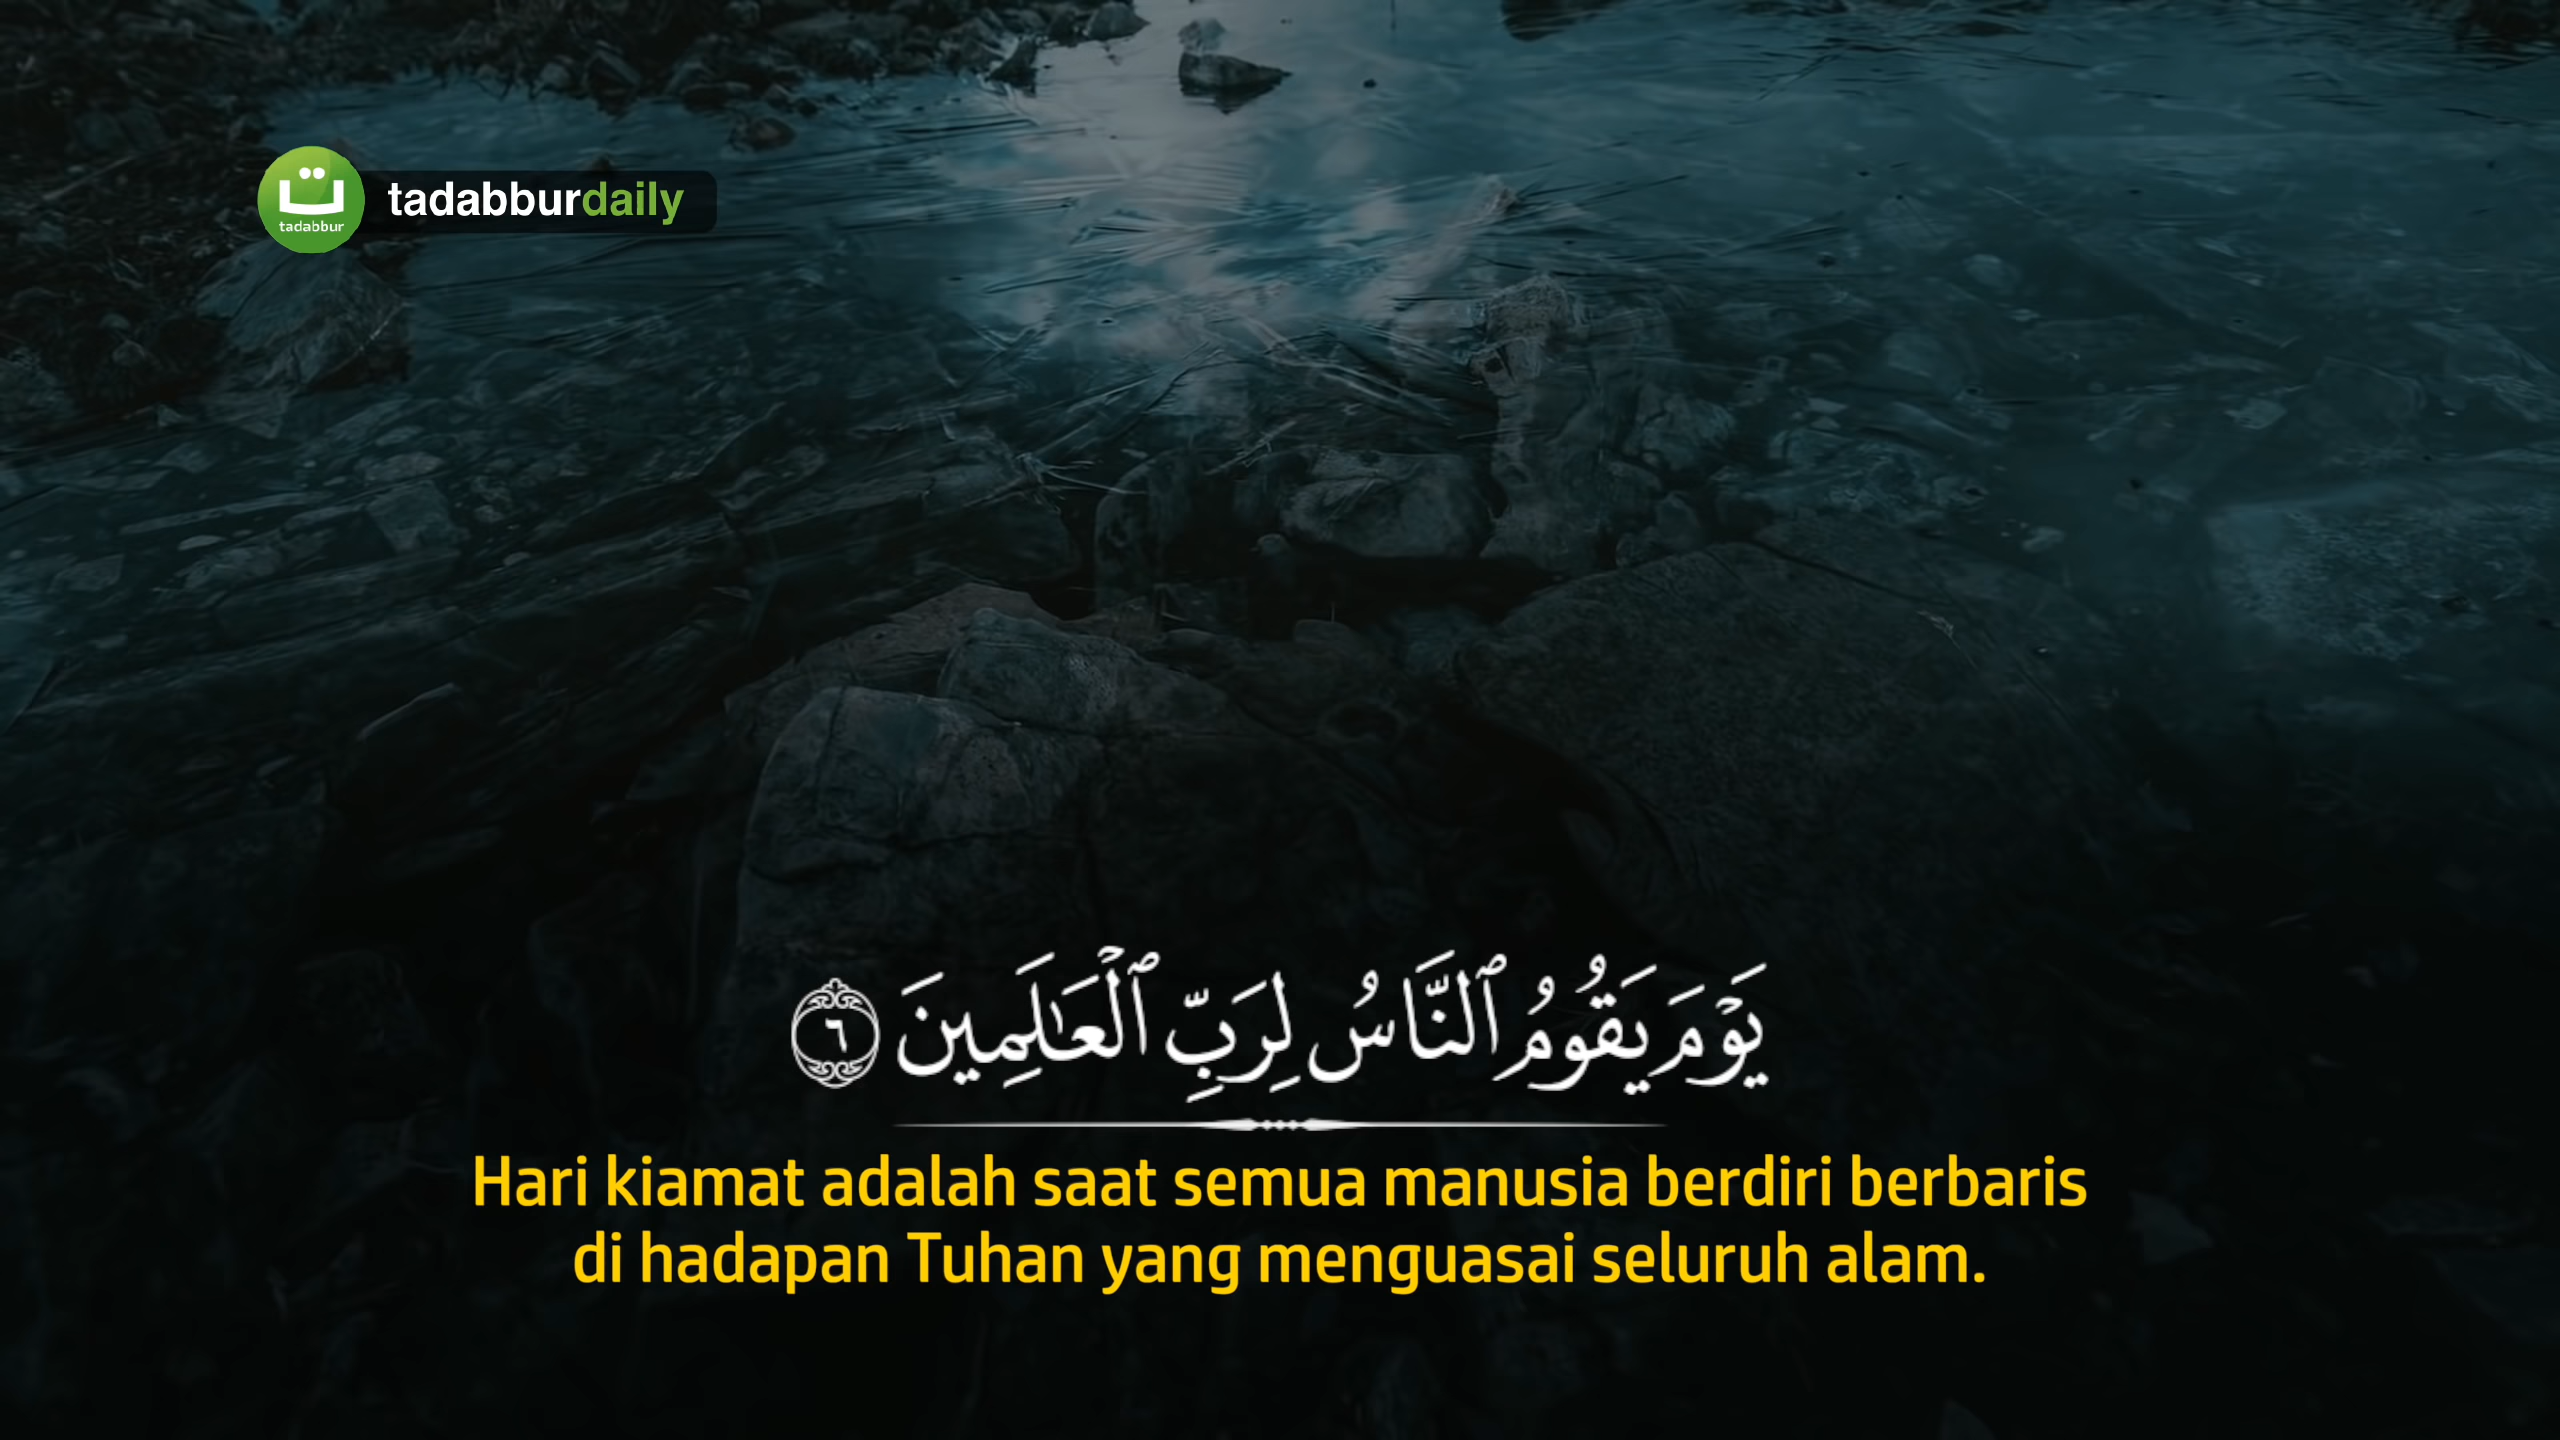 tadabbur
tadabburdaily
يَوْمَ يَقُومُ ٱلنَّاسُ لِرَبِّ ٱلْعَـٰلَمِينَ ٦
Hari kiamat adalah saat semua manusia berdiri berbaris
di hadapan Tuhan yang menguasai seluruh alam.